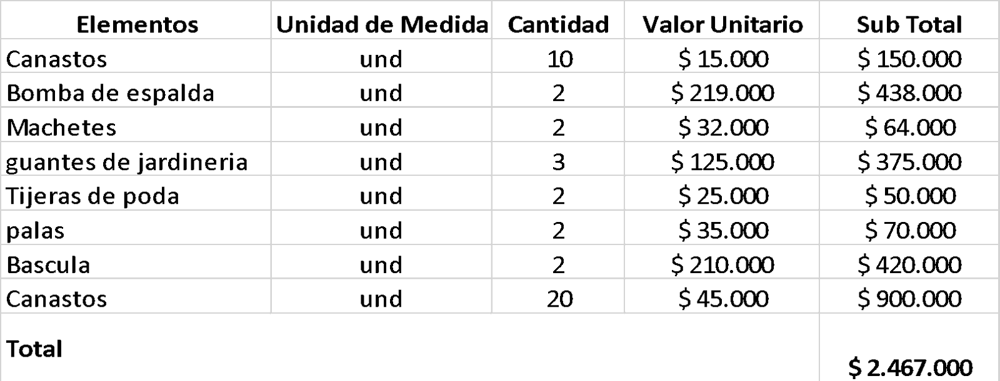 Elementos Unidad de Medida Cantidad Valor Unitario Sub Total
Canastos und 10 $ 15.000 $ 150.000
Bomba de espalda und 2 $ 219.000 $ 438.000
Machetes und 2 $ 32.000 $ 64.000
guantes de jardineria und 3 $ 125.000 $ 375.000
Tijeras de poda und 2 $ 25.000 $ 50.000
palas und 2 $ 35.000 $ 70.000
Bascula und 2 $ 210.000 $ 420.000
Canastos und 20 $ 45.000 $ 900.000
Total
$ 2.467.000